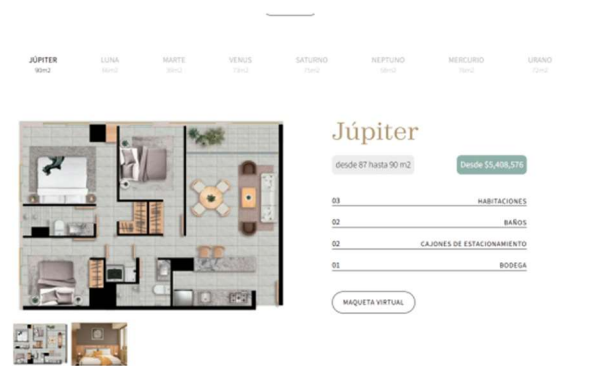 JÚPITER
LUNA
MARTE
VENUS
SATURNO
NEPTUNO
MERCURIO
URANO
Júpiter
desde 87 hasta 90 m2
Desde $5,408,576
03 HABITACIONES
02 BAÑOS
02 CAJONES DE ESTACIONAMIENTO
01 BODEGA
MAQUETA VIRTUAL